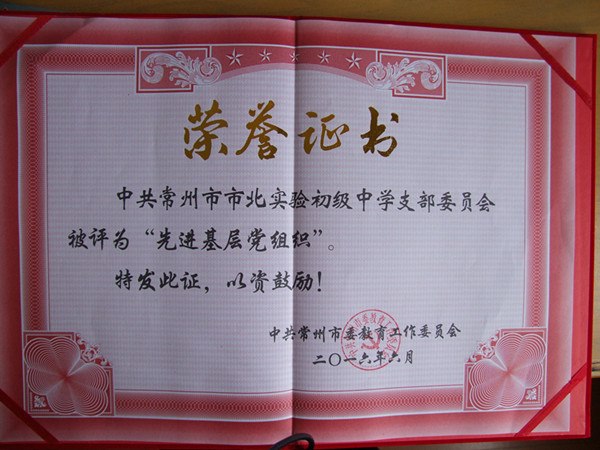 荣誉证书
中共常州市市北实验初级中学支部委员会
被评为“先进基层党组织”。
特发此证，以资鼓励！
中共常州市委教育工作委员会
二〇一六年六月